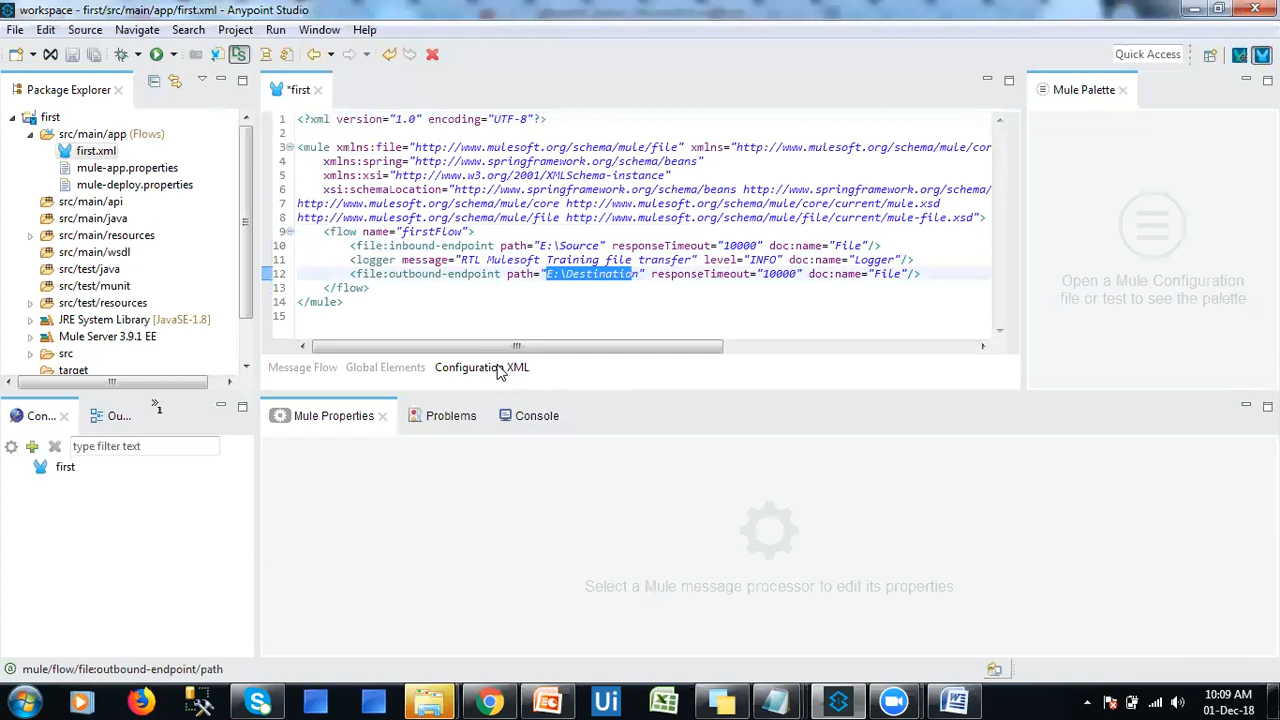 workspace - first/src/main/app/first.xml - Anypoint Studio
File Edit Source Navigate Search Project Run Window Help
Quick Access
Package Explorer
*first
Mule Palette
first
src/main/app (Flows)
first.xml
mule-app.properties
mule-deploy.properties
src/main/api
src/main/java
src/main/resources
src/main/wsdl
src/test/java
src/test/munit
src/test/resources
JRE System Library [JavaSE-1.8]
Mule Server 3.9.1 EE
src
target
1 <?xml version="1.0" encoding="UTF-8"?>
2
3 <mule xmlns:file="http://www.mulesoft.org/schema/mule/file" xmlns="http://www.mulesoft.org/schema/mule/cor
4 xmlns:spring="http://www.springframework.org/schema/beans"
5 xmlns:xsi="http://www.w3.org/2001/XMLSchema-instance"
6 xsi:schemaLocation="http://www.springframework.org/schema/beans http://www.springframework.org/schema/
7 http://www.mulesoft.org/schema/mule/core http://www.mulesoft.org/schema/mule/core/current/mule.xsd
8 http://www.mulesoft.org/schema/mule/file http://www.mulesoft.org/schema/mule/file/current/mule-file.xsd">
9 <flow name="firstFlow">
10 <file:inbound-endpoint path="E:\Source" responseTimeout="10000" doc:name="File"/>
11 <logger message="RTL Mulesoft Training file transfer" level="INFO" doc:name="Logger"/>
12 <file:outbound-endpoint path="E:\Destination" responseTimeout="10000" doc:name="File"/>
13 </flow>
14 </mule>
15
Open a Mule Configuration
file or test to see the palette
Message Flow Global Elements Configuration XML
Con... Ou... »1
Mule Properties Problems Console
type filter text
first
Select a Mule message processor to edit its properties
mule/flow/file:outbound-endpoint/path
Ui
10:09 AM
01-Dec-18